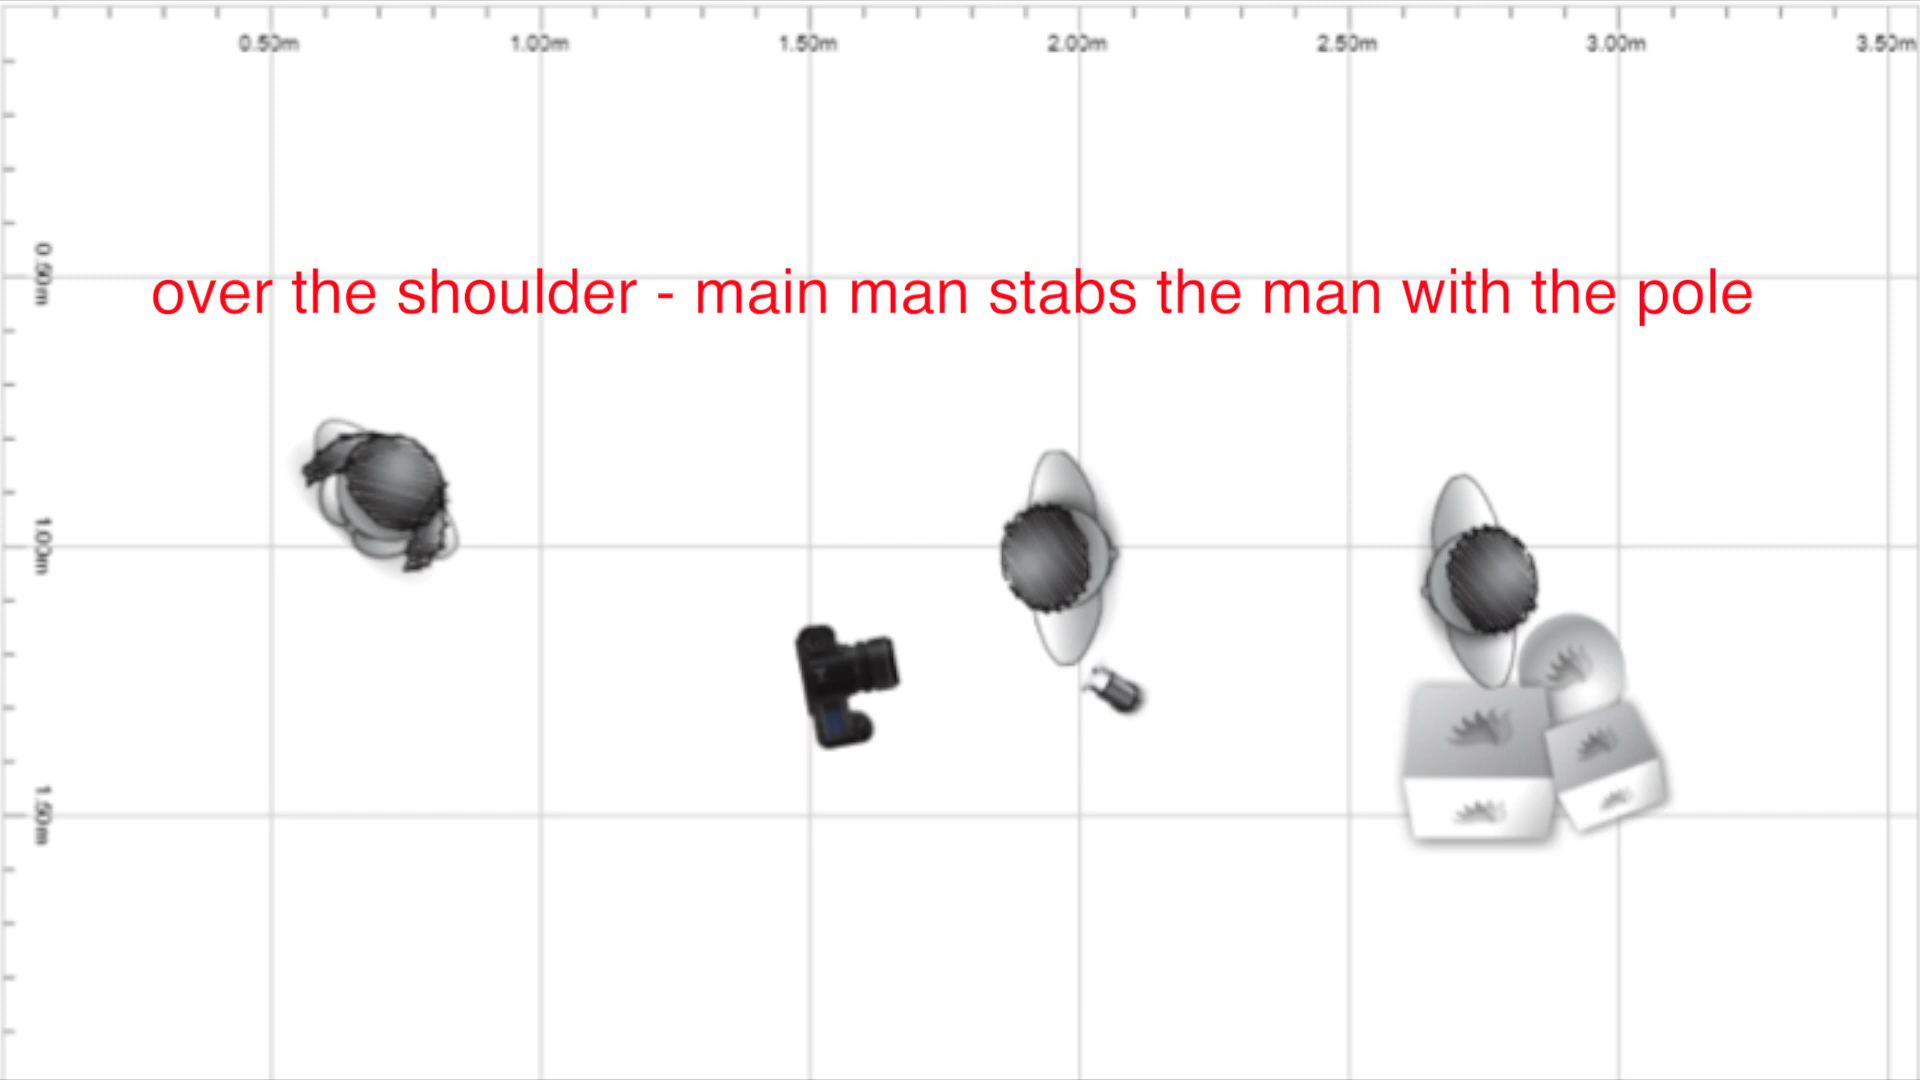 0.50m 1.00m 1.50m 2.00m 2.50m 3.00m 3.50m
0.50m
over the shoulder - main man stabs the man with the pole
1.00m
1.50m